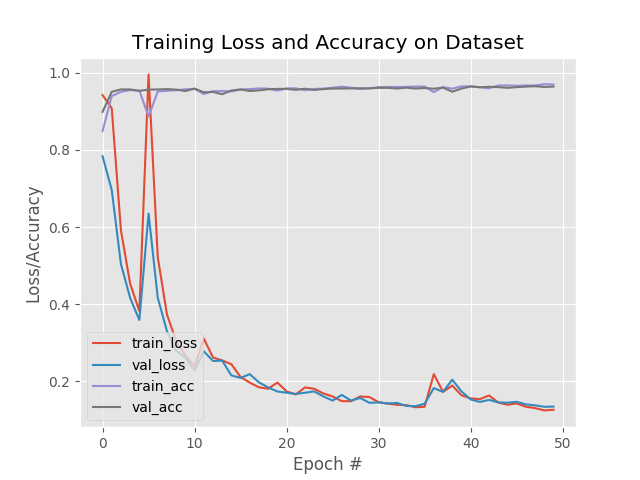 Training Loss and Accuracy on Dataset
Loss/Accuracy
1.0
0.8
0.6
0.4
0.2
train_loss
val_loss
train_acc
val_acc
0
10
20
30
40
50
Epoch #